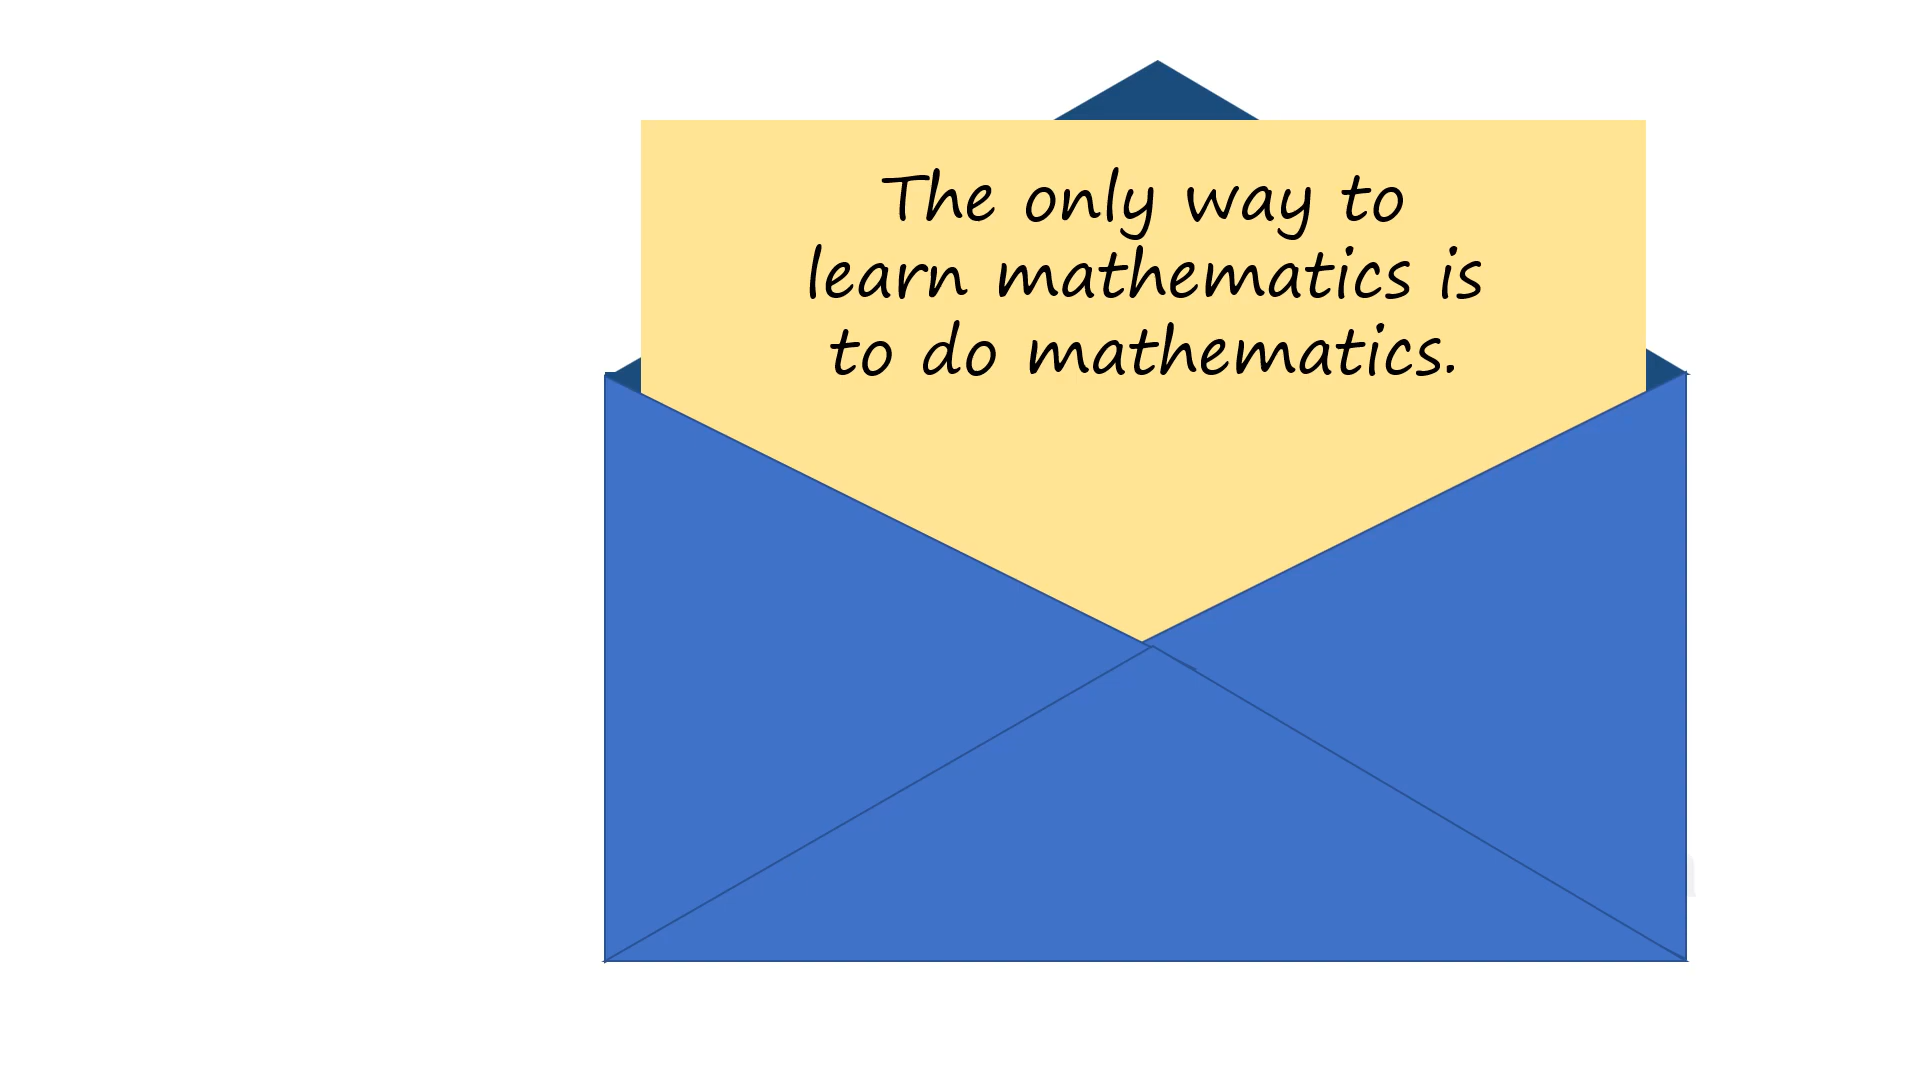 The only way to
learn mathematics is
to do mathematics.